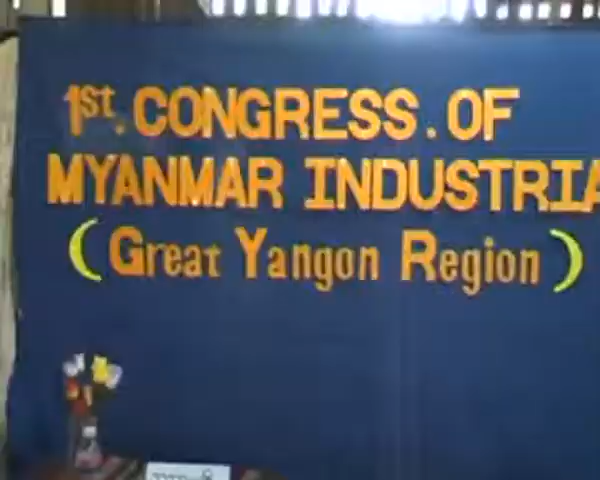 1st. CONGRESS. OF
MYANMAR INDUSTRIA
(Great Yangon Region)